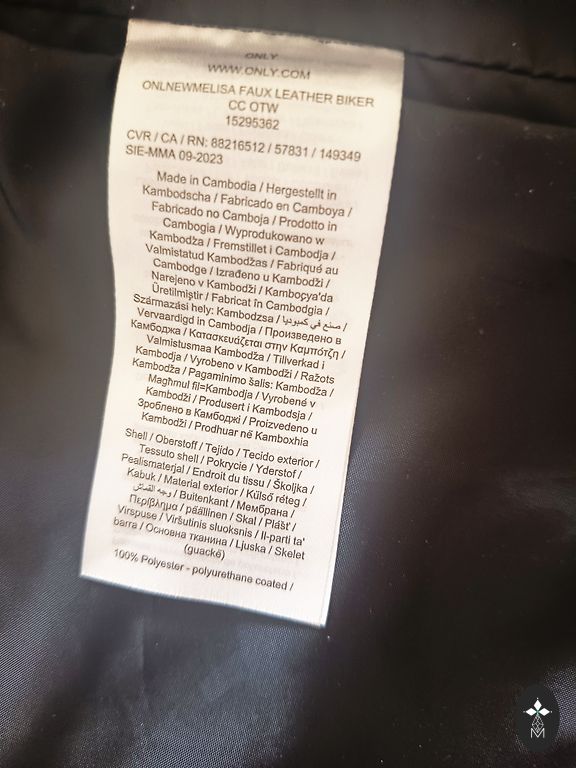 ONLY
WWW.ONLY.COM
ONLNEWMELISA FAUX LEATHER BIKER
CC OTW
15295362
CVR / CA / RN: 88216512 / 57831 / 149349
SIE-MMA 09-2023
Made in Cambodia / Hergestellt in
Kambodscha / Fabricado en Camboya /
Fabricado no Camboja / Prodotto in
Cambogia / Wyprodukowano w
Kambodża / Fremstillet i Cambodja /
Valmistatud Kambodžas / Fabriqué au
Cambodge / Izrađeno u Kambodži /
Narejeno v Kambodži / Kamboçya'da
Üretilmiştir / Fabricat în Cambodgia /
Származási hely: Kambodzsa / صنع في كمبوديا /
Vervaardigd in Cambodja / Произведено в
Камбоджа / Κατασκευάζεται στην Καμπότζη /
Valmistusmaa Kambodža / Tillverkad i
Kambodja / Vyrobeno v Kambodži / Ražots
Kambodža / Pagaminimo šalis: Kambodža /
Magħmul fil=Kambodja / Vyrobené v
Kambodži / Produsert i Kambodsja /
Зроблено в Камбоджі / Proizvedeno u
Kambodži / Prodhuar në Kamboxhia
Shell / Oberstoff / Tejido / Tecido exterior /
Tessuto shell / Pokrycie / Yderstof /
Pealismaterjal / Endroit du tissu / Školjka /
Kabuk / Material exterior / Külső réteg /
وجه القماش / Buitenkant / Мембрана /
Περίβλημα / päällinen / Skal / Plášť /
Virspuse / Viršutinis sluoksnis / Il-parti ta'
barra / Основна тканина / Ljuska / Skelet
(guackë)
100% Polyester - polyurethane coated /
M